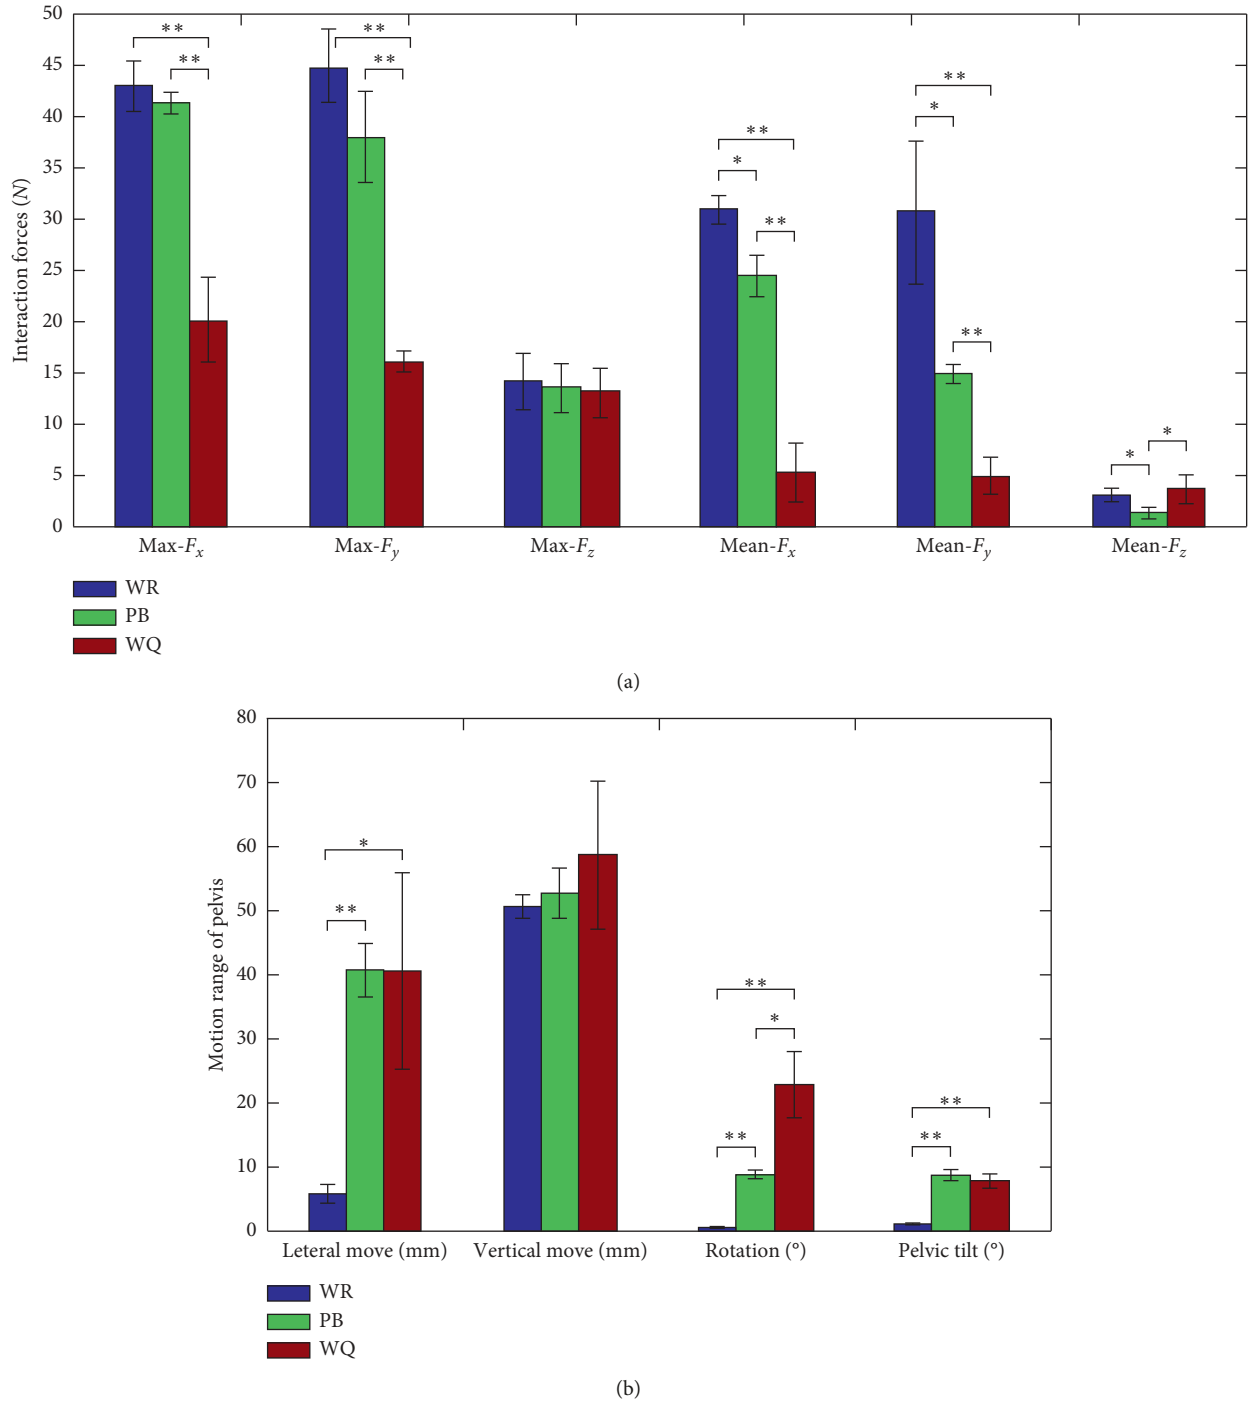 50
45
40
35
30
25
20
15
10
5
0
Interaction forces (N)
** ** ** ** ** * ** ** * ** * *
Max-Fx Max-Fy Max-Fz Mean-Fx Mean-Fy Mean-Fz
WR
PB
WQ
(a)
80
70
60
50
40
30
20
10
0
Motion range of pelvis
* ** ** * ** ** **
Leteral move (mm) Vertical move (mm) Rotation (°) Pelvic tilt (°)
WR
PB
WQ
(b)